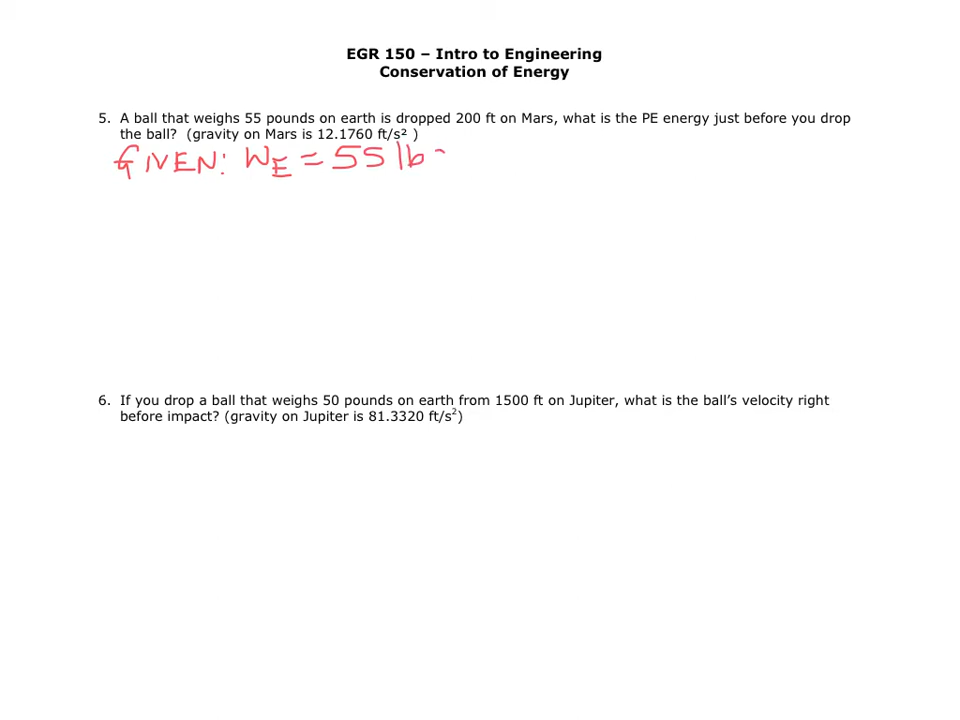 EGR 150 – Intro to Engineering
Conservation of Energy
5. A ball that weighs 55 pounds on earth is dropped 200 ft on Mars, what is the PE energy just before you drop
the ball? (gravity on Mars is 12.1760 ft/s² )
GIVEN: W_E = 55 lb
6. If you drop a ball that weighs 50 pounds on earth from 1500 ft on Jupiter, what is the ball’s velocity right
before impact? (gravity on Jupiter is 81.3320 ft/s²)